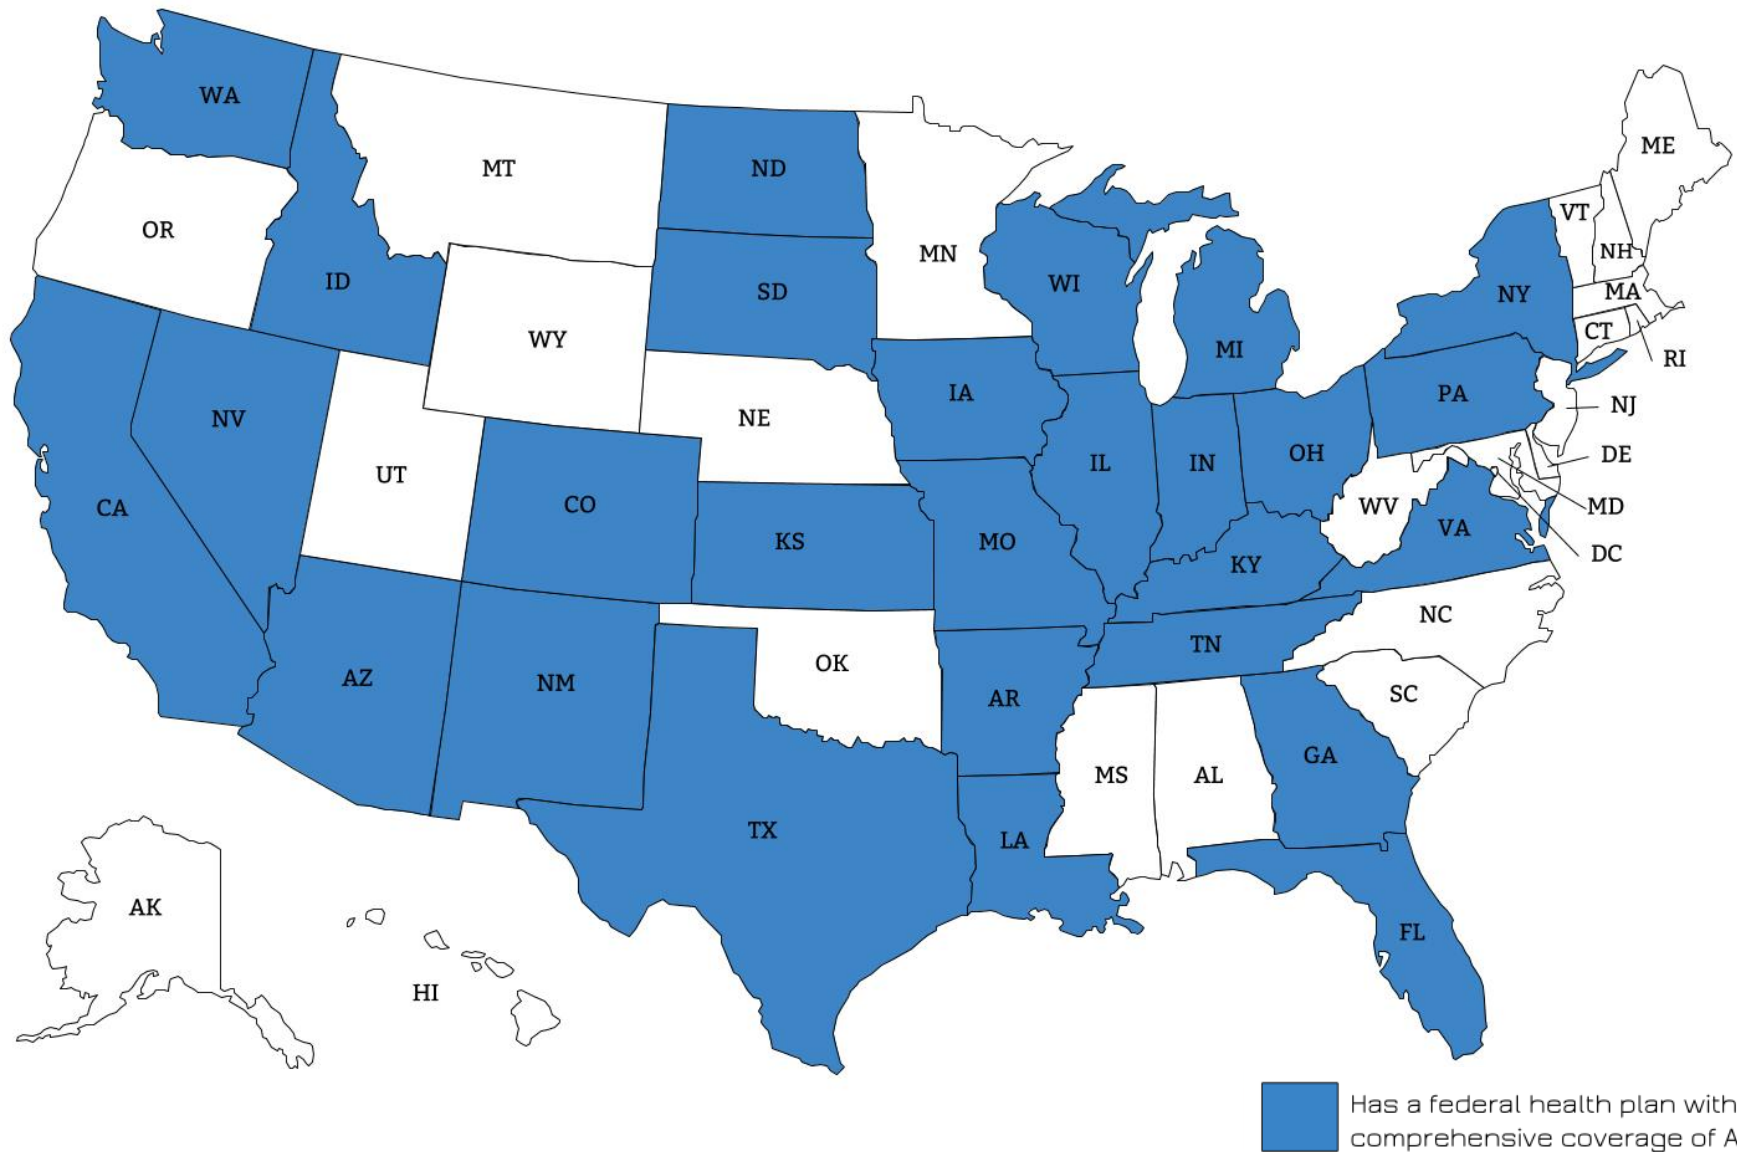 WA
ME
MT
ND
VT
OR
MN
NH
ID
WI
SD
NY
MA
CT
WY
MI
RI
IA
PA
NJ
NV
NE
OH
DE
UT
IL
IN
CO
WV
MD
CA
VA
KS
MO
DC
KY
NC
TN
OK
AZ
NM
AR
SC
GA
MS
AL
TX
LA
AK
FL
HI
Has a federal health plan with
comprehensive coverage of